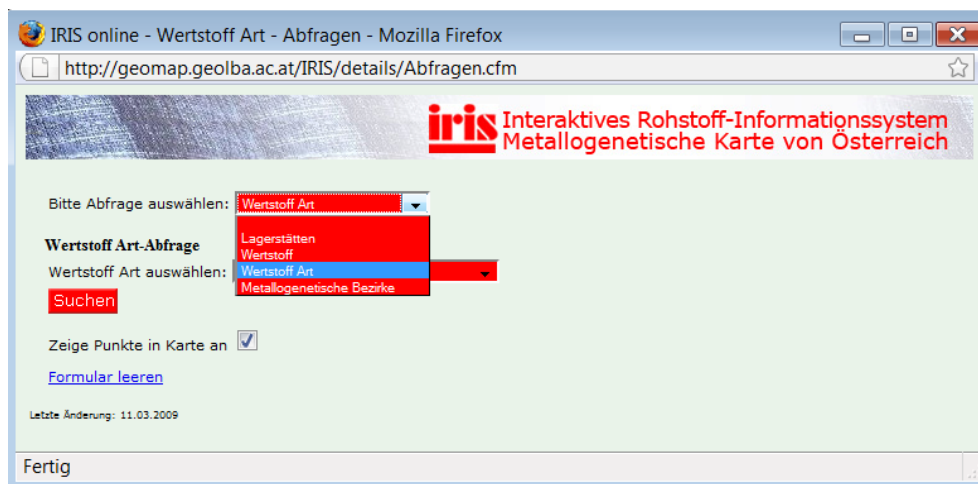 IRIS online - Wertstoff Art - Abfragen - Mozilla Firefox
http://geomap.geolba.ac.at/IRIS/details/Abfragen.cfm
iris Interaktives Rohstoff-Informationssystem
Metallogenetische Karte von Österreich
Bitte Abfrage auswählen: Wertstoff Art
Lagerstätten
Wertstoff Art-Abfrage
Wertstoff
Wertstoff Art auswählen:
Wertstoff Art
Metallogenetische Bezirke
Suchen
Zeige Punkte in Karte an
Formular leeren
Letzte Änderung: 11.03.2009
Fertig